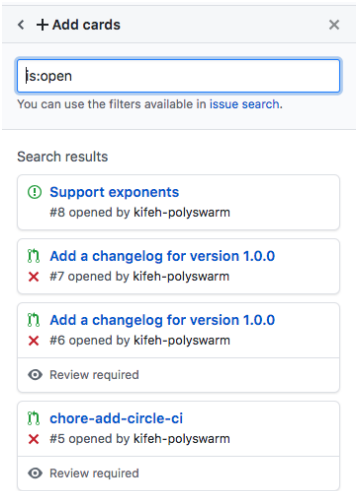 Add cards
is:open
You can use the filters available in issue search.
Search results
Support exponents
#8 opened by kifeh-polyswarm
Add a changelog for version 1.0.0
#7 opened by kifeh-polyswarm
Add a changelog for version 1.0.0
#6 opened by kifeh-polyswarm
Review required
chore-add-circle-ci
#5 opened by kifeh-polyswarm
Review required